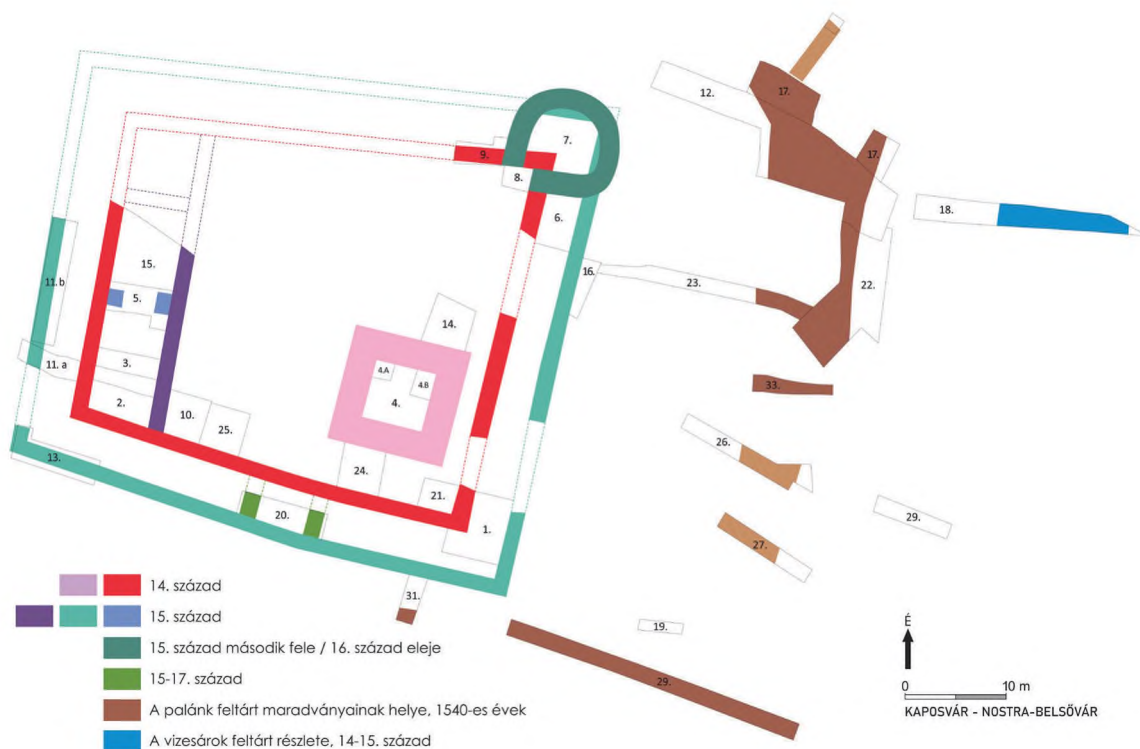 12.
17.
7.
9.
8.
17.
6.
18.
15.
16.
11.b
5.
23.
22.
14.
3.
4.A
4.B
11.a
4.
33.
2.
10.
25.
26.
13.
24.
21.
20.
1.
29.
27.
31.
19.
29.
14. század
15. század
15. század második fele / 16. század eleje
15-17. század
A palánk feltárt maradványainak helye, 1540-es évek
A vizesárok feltárt részlete, 14-15. század
É
0 10 m
KAPOSVÁR - NOSTRA-BELSŐVÁR